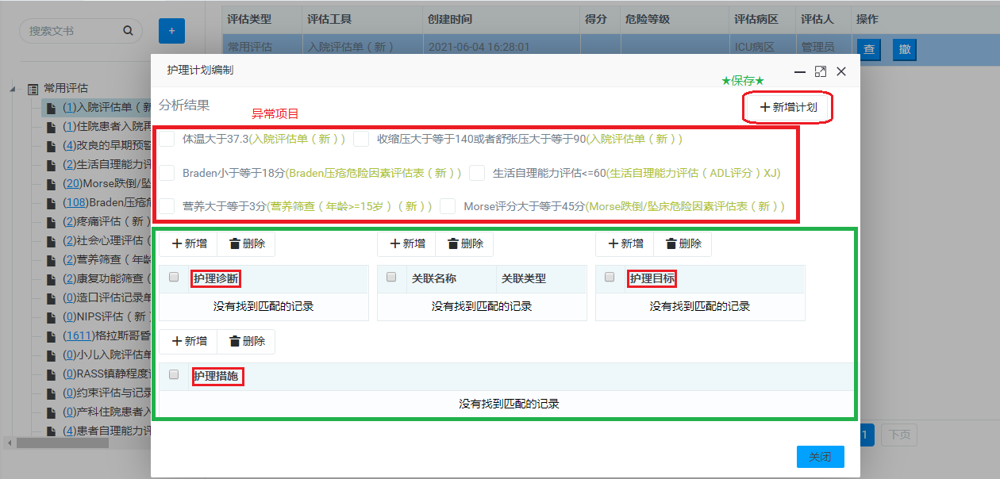 搜索文书
+
评估类型 评估工具 创建时间 得分 危险等级 评估病区 评估人 操作
常用评估 入院评估单（新） 2021-06-04 16:28:01 ICU病区 管理员 查 撤
护理计划编制
★保存★
常用评估
(1)入院评估单（新
(1)住院患者入院再
(4)改良的早期预警
(2)生活自理能力评
(20)Morse跌倒/坠
(108)Braden压疮危
(2)疼痛评估（新）
(2)社会心理评估（
(2)营养筛查（年龄
(2)康复功能筛查（
(0)造口评估记录单
(0)NIPS评估（新）
(1611)格拉斯哥昏
(0)小儿入院评估单
(0)RASS镇静程度
(0)约束评估与记录
(0)产科住院患者入
(4)患者自理能力评
分析结果
异常项目
+新增计划
体温大于37.3(入院评估单（新）) 收缩压大于等于140或者舒张压大于等于90(入院评估单（新）)
Braden小于等于18分(Braden压疮危险因素评估表（新）) 生活自理能力评估<=60(生活自理能力评估（ADL评分）XJ)
营养大于等于3分(营养筛查（年龄>=15岁）（新）) Morse评分大于等于45分(Morse跌倒/坠床危险因素评估表（新）)
+新增 删除 +新增 删除 +新增 删除
护理诊断 关联名称 关联类型 护理目标
没有找到匹配的记录 没有找到匹配的记录 没有找到匹配的记录
+新增 删除
护理措施
没有找到匹配的记录
1 下页
关闭